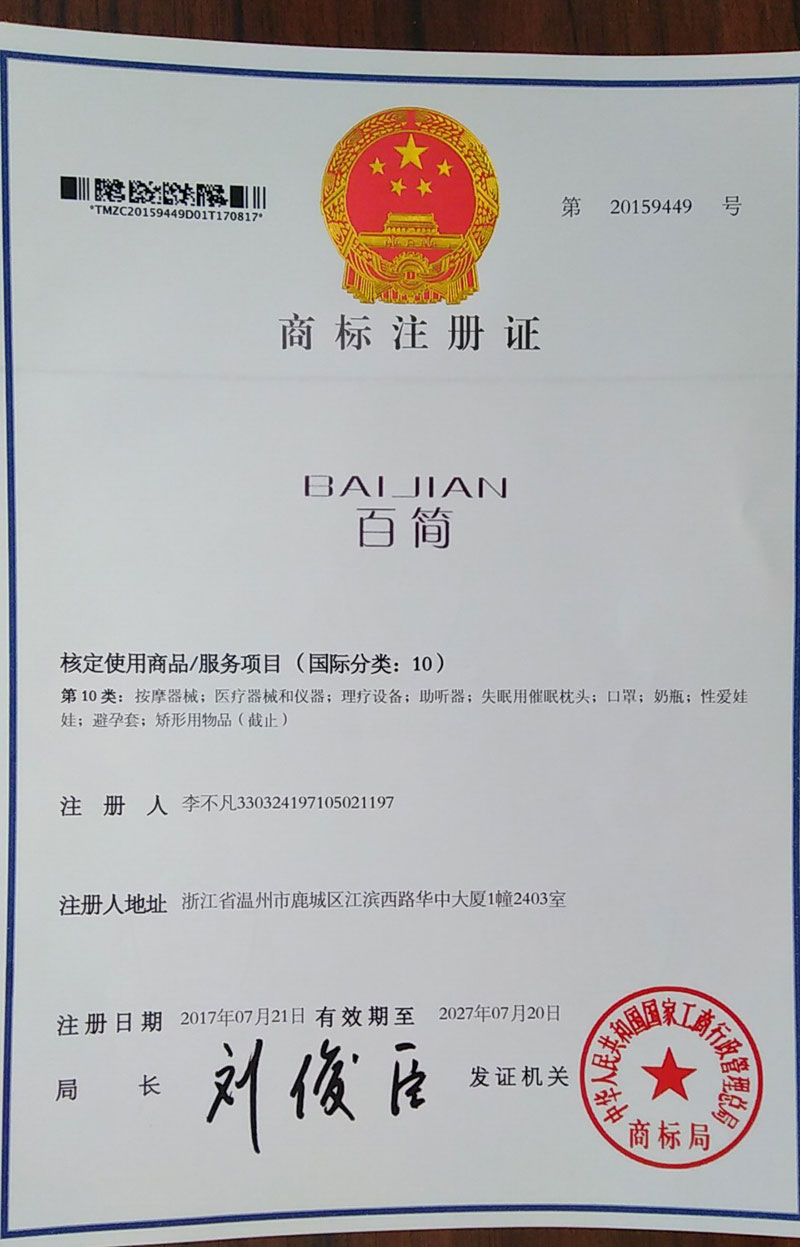 *TMZC20159449D01T170817*
第 20159449 号
商标注册证
BAIJIAN
百简
核定使用商品/服务项目（国际分类：10）
第10类：按摩器械；医疗器械和仪器；理疗设备；助听器；失眠用催眠枕头；口罩；奶瓶；性爱娃
娃；避孕套；矫形用物品（截止）
注 册 人 李不凡330324197105021197
注册人地址 浙江省温州市鹿城区江滨西路华中大厦1幢2403室
注册日期 2017年07月21日 有效期至 2027年07月20日
局 长 刘俊臣 发证机关
中华人民共和国国家工商行政管理总局
商标局